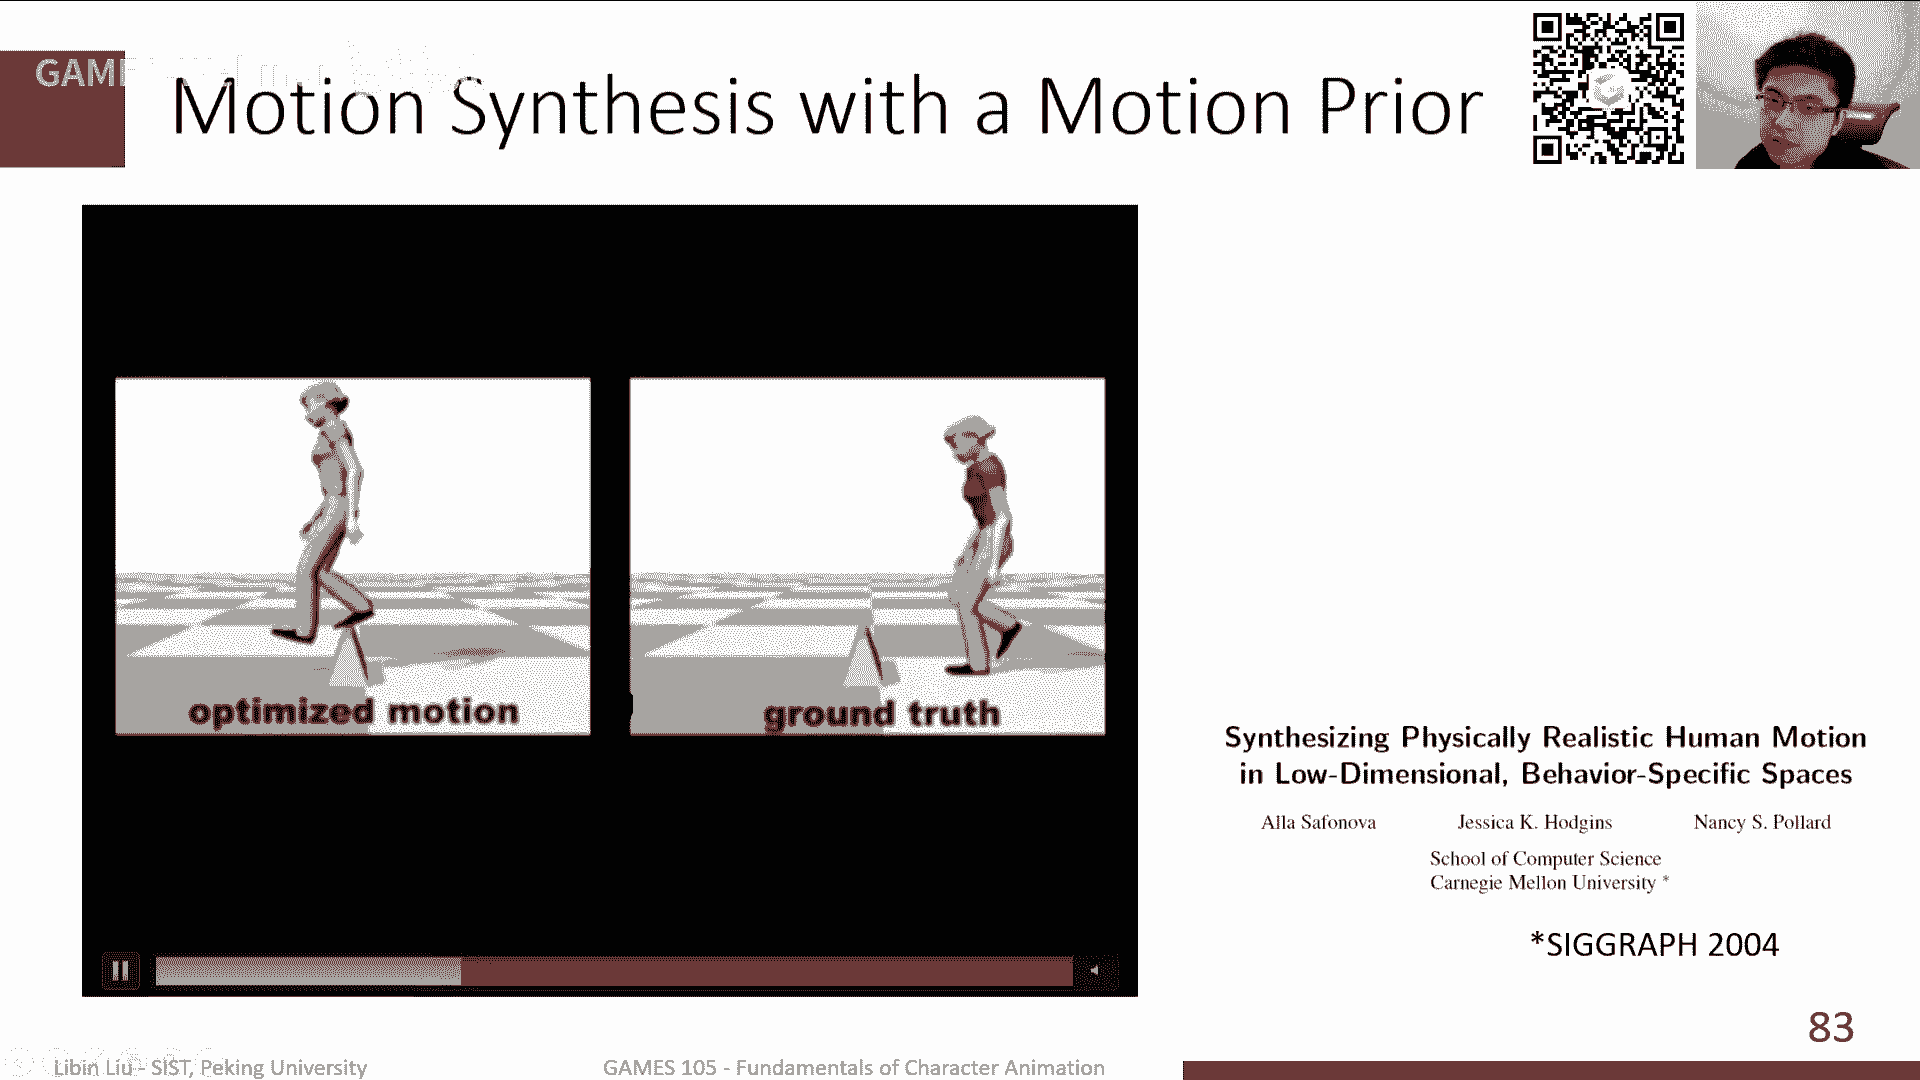 GAM
Motion Synthesis with a Motion Prior
optimized motion
ground truth
Synthesizing Physically Realistic Human Motion
in Low-Dimensional, Behavior-Specific Spaces
Alla Safonova Jessica K. Hodgins Nancy S. Pollard
School of Computer Science
Carnegie Mellon University *
*SIGGRAPH 2004
83
Libin Liu - SIST, Peking University
GAMES 105 - Fundamentals of Character Animation